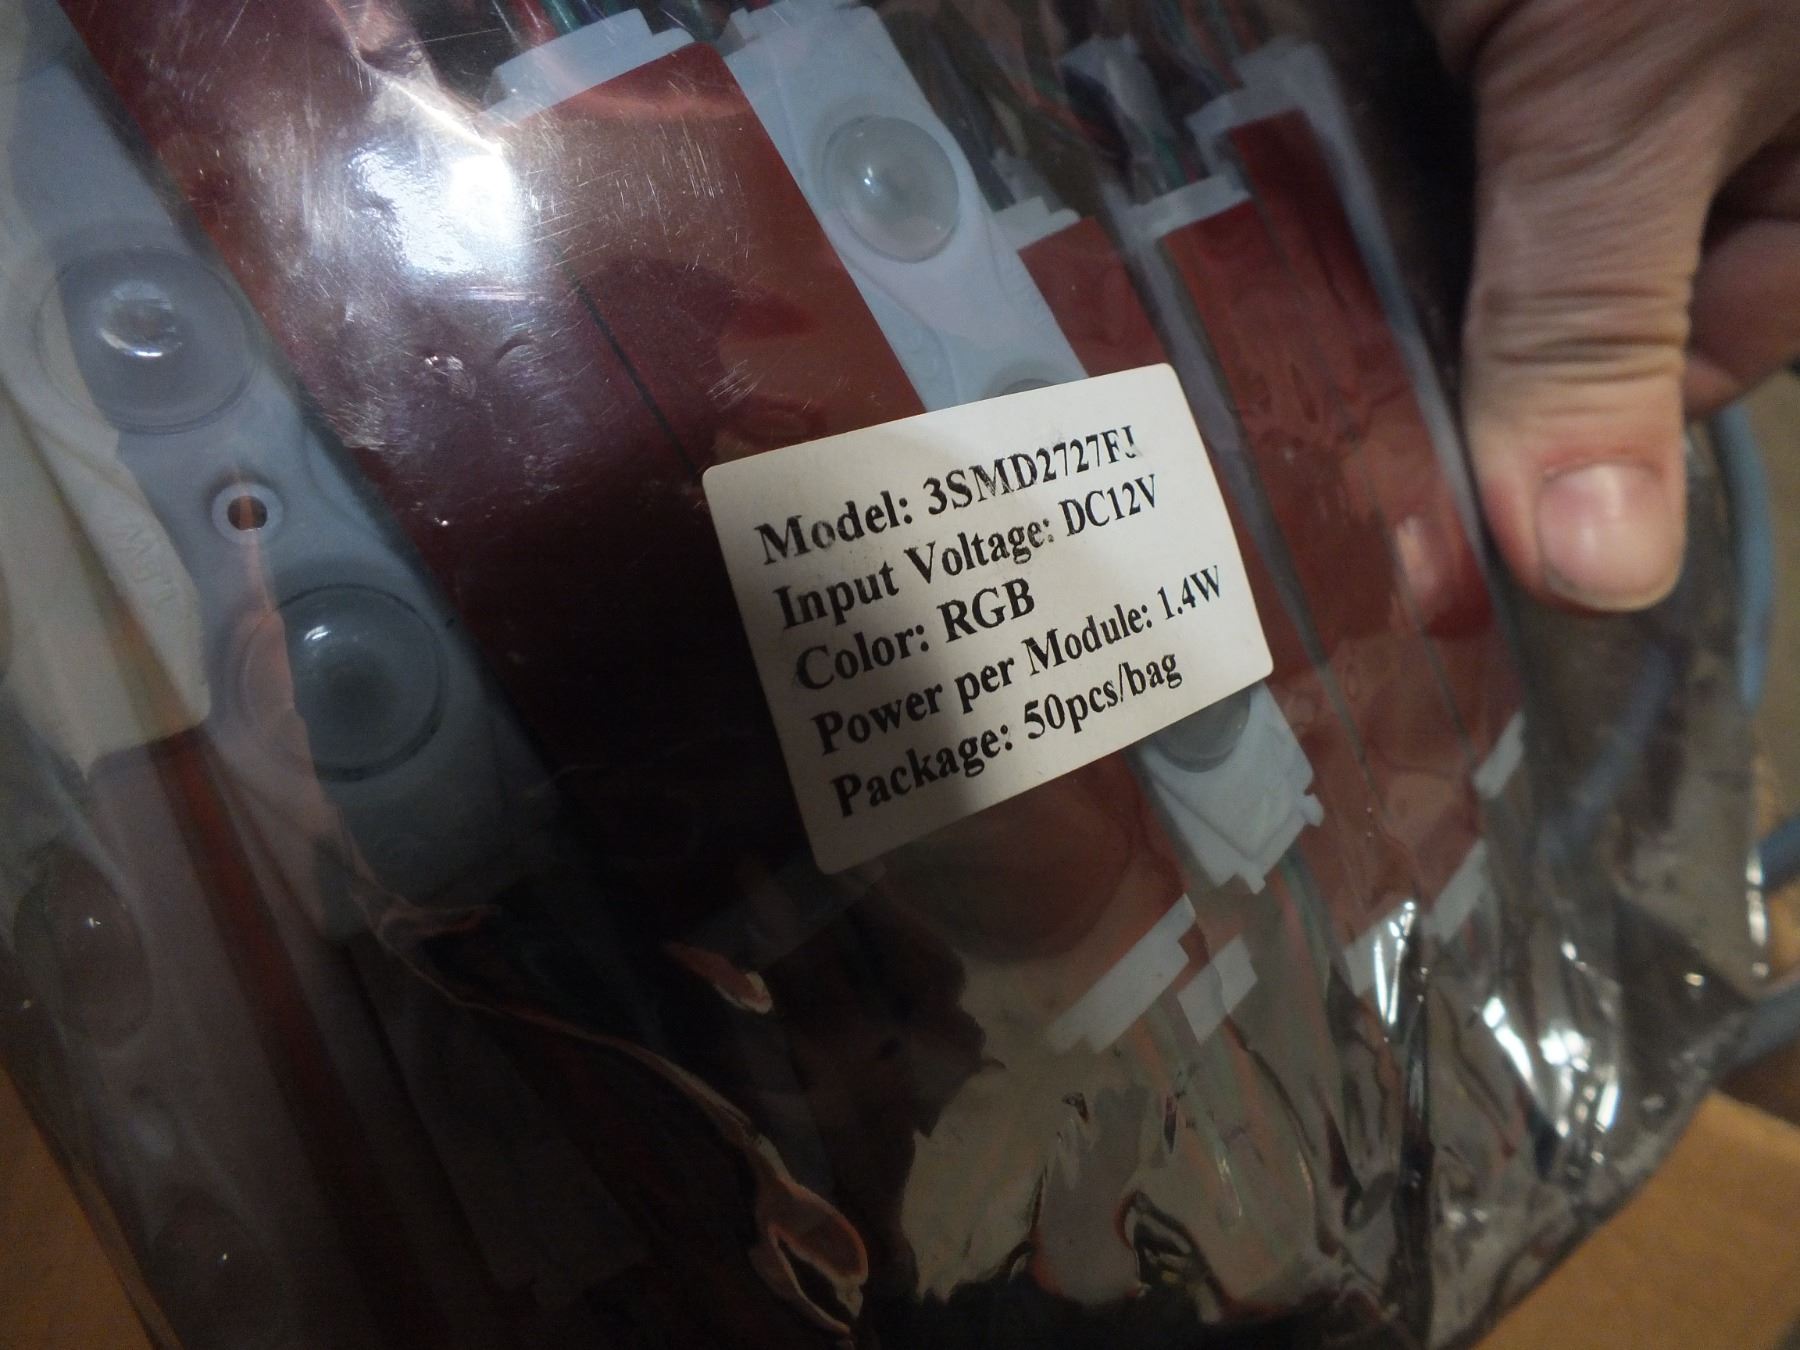 Model: 3SMD2727FJ
Input Voltage: DC12V
Color: RGB
Power per Module: 1.4W
Package: 50pcs/bag